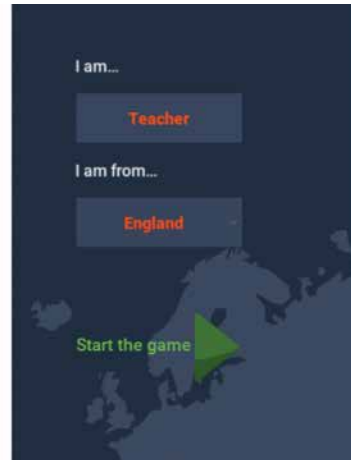 I am...
Teacher
I am from...
England
Start the game